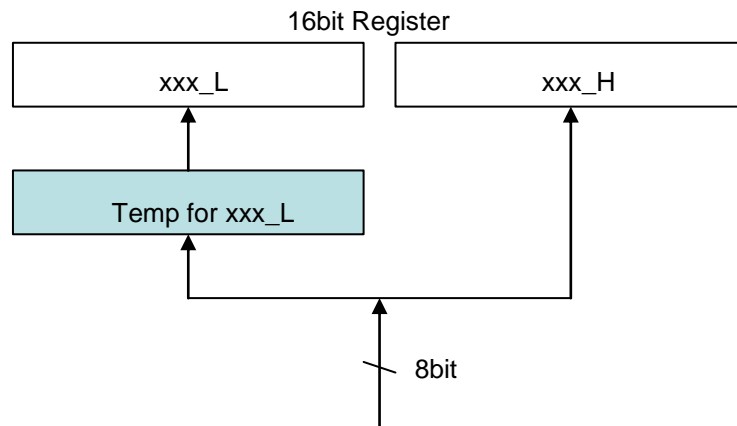 16bit Register
xxx_L
xxx_H
Temp for xxx_L
8bit